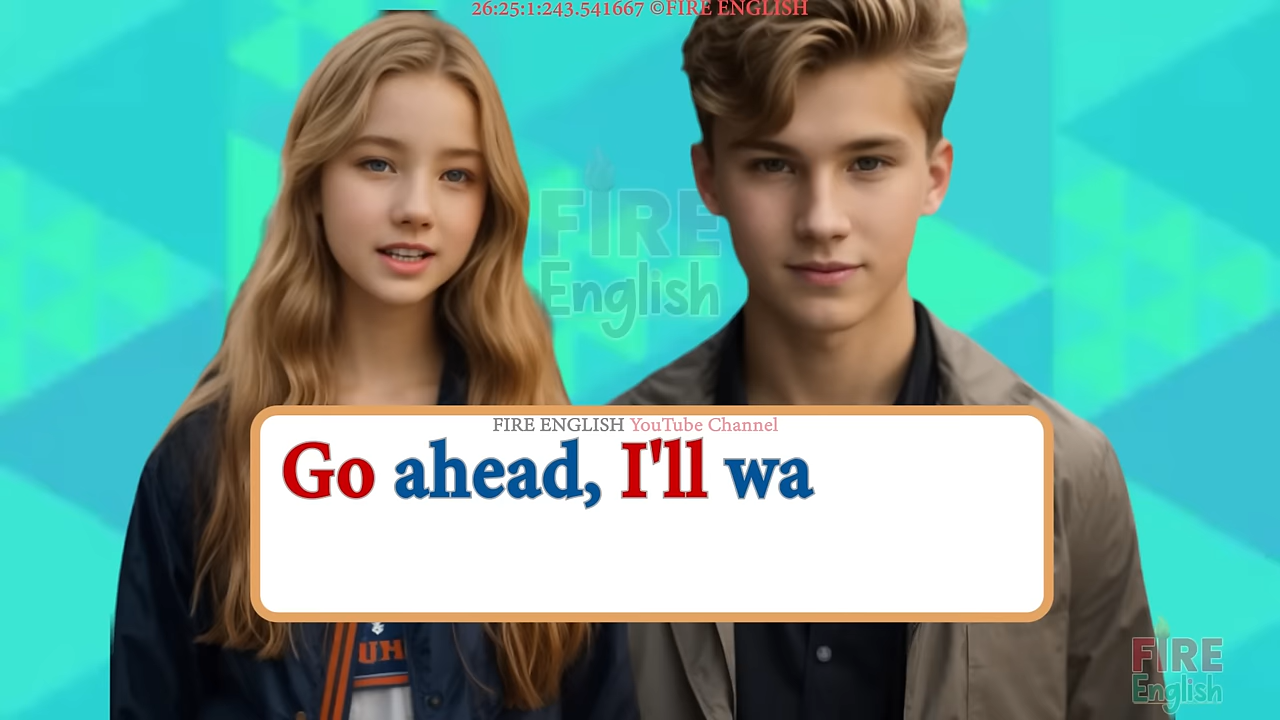 26:25:1:243.541667 ©FIRE ENGLISH
FIRE
English
FIRE ENGLISH YouTube Channel
Go ahead, I'll wa
UH
FIRE
English